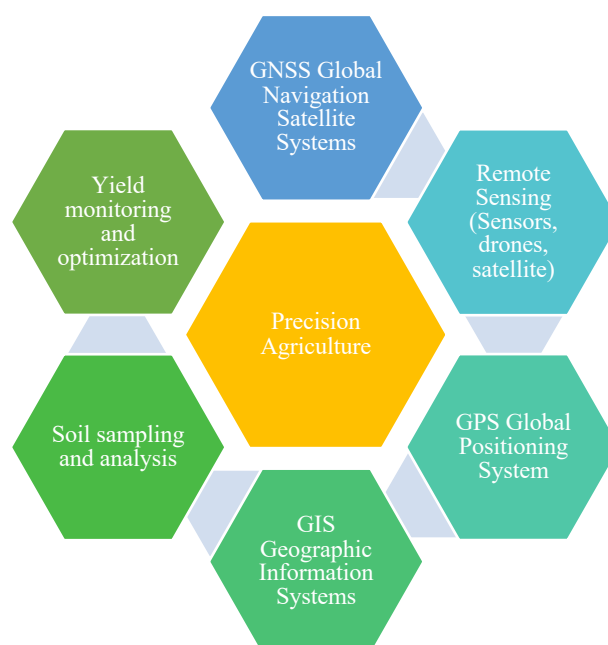 GNSS Global
Navigation
Satellite
Systems
Remote
Sensing
(Sensors,
drones,
satellite)
GPS Global
Positioning
System
GIS
Geographic
Information
Systems
Soil sampling
and analysis
Yield
monitoring
and
optimization
Precision
Agriculture